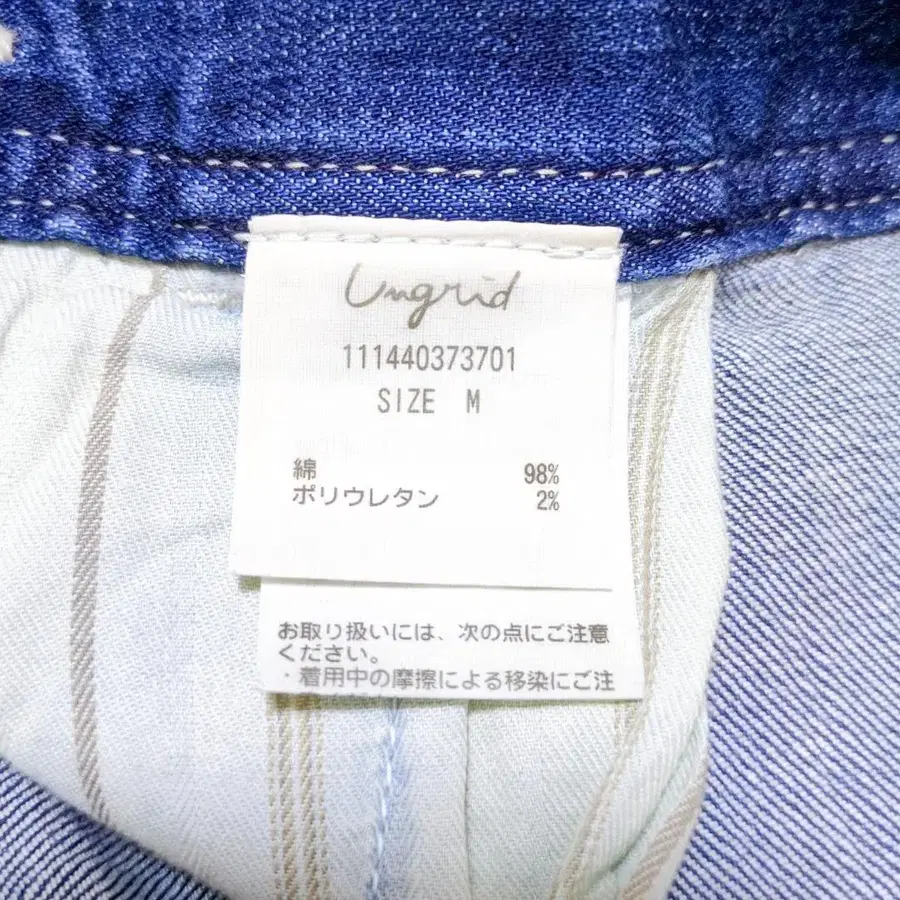 Ungrid
111440373701
SIZE M
綿 98%
ポリウレタン 2%
お取り扱いには、次の点にご注意
ください。
・着用中の摩擦による移染にご注